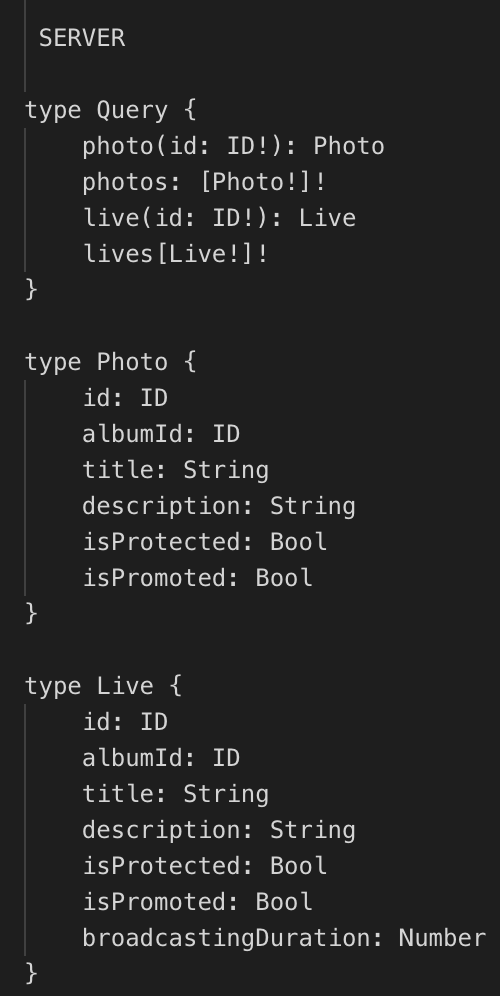 SERVER
type Query {
photo(id: ID!): Photo
photos: [Photo!]!
live(id: ID!): Live
lives[Live!]!
}
type Photo {
id: ID
albumId: ID
title: String
description: String
isProtected: Bool
isPromoted: Bool
}
type Live {
id: ID
albumId: ID
title: String
description: String
isProtected: Bool
isPromoted: Bool
broadcastingDuration: Number
}